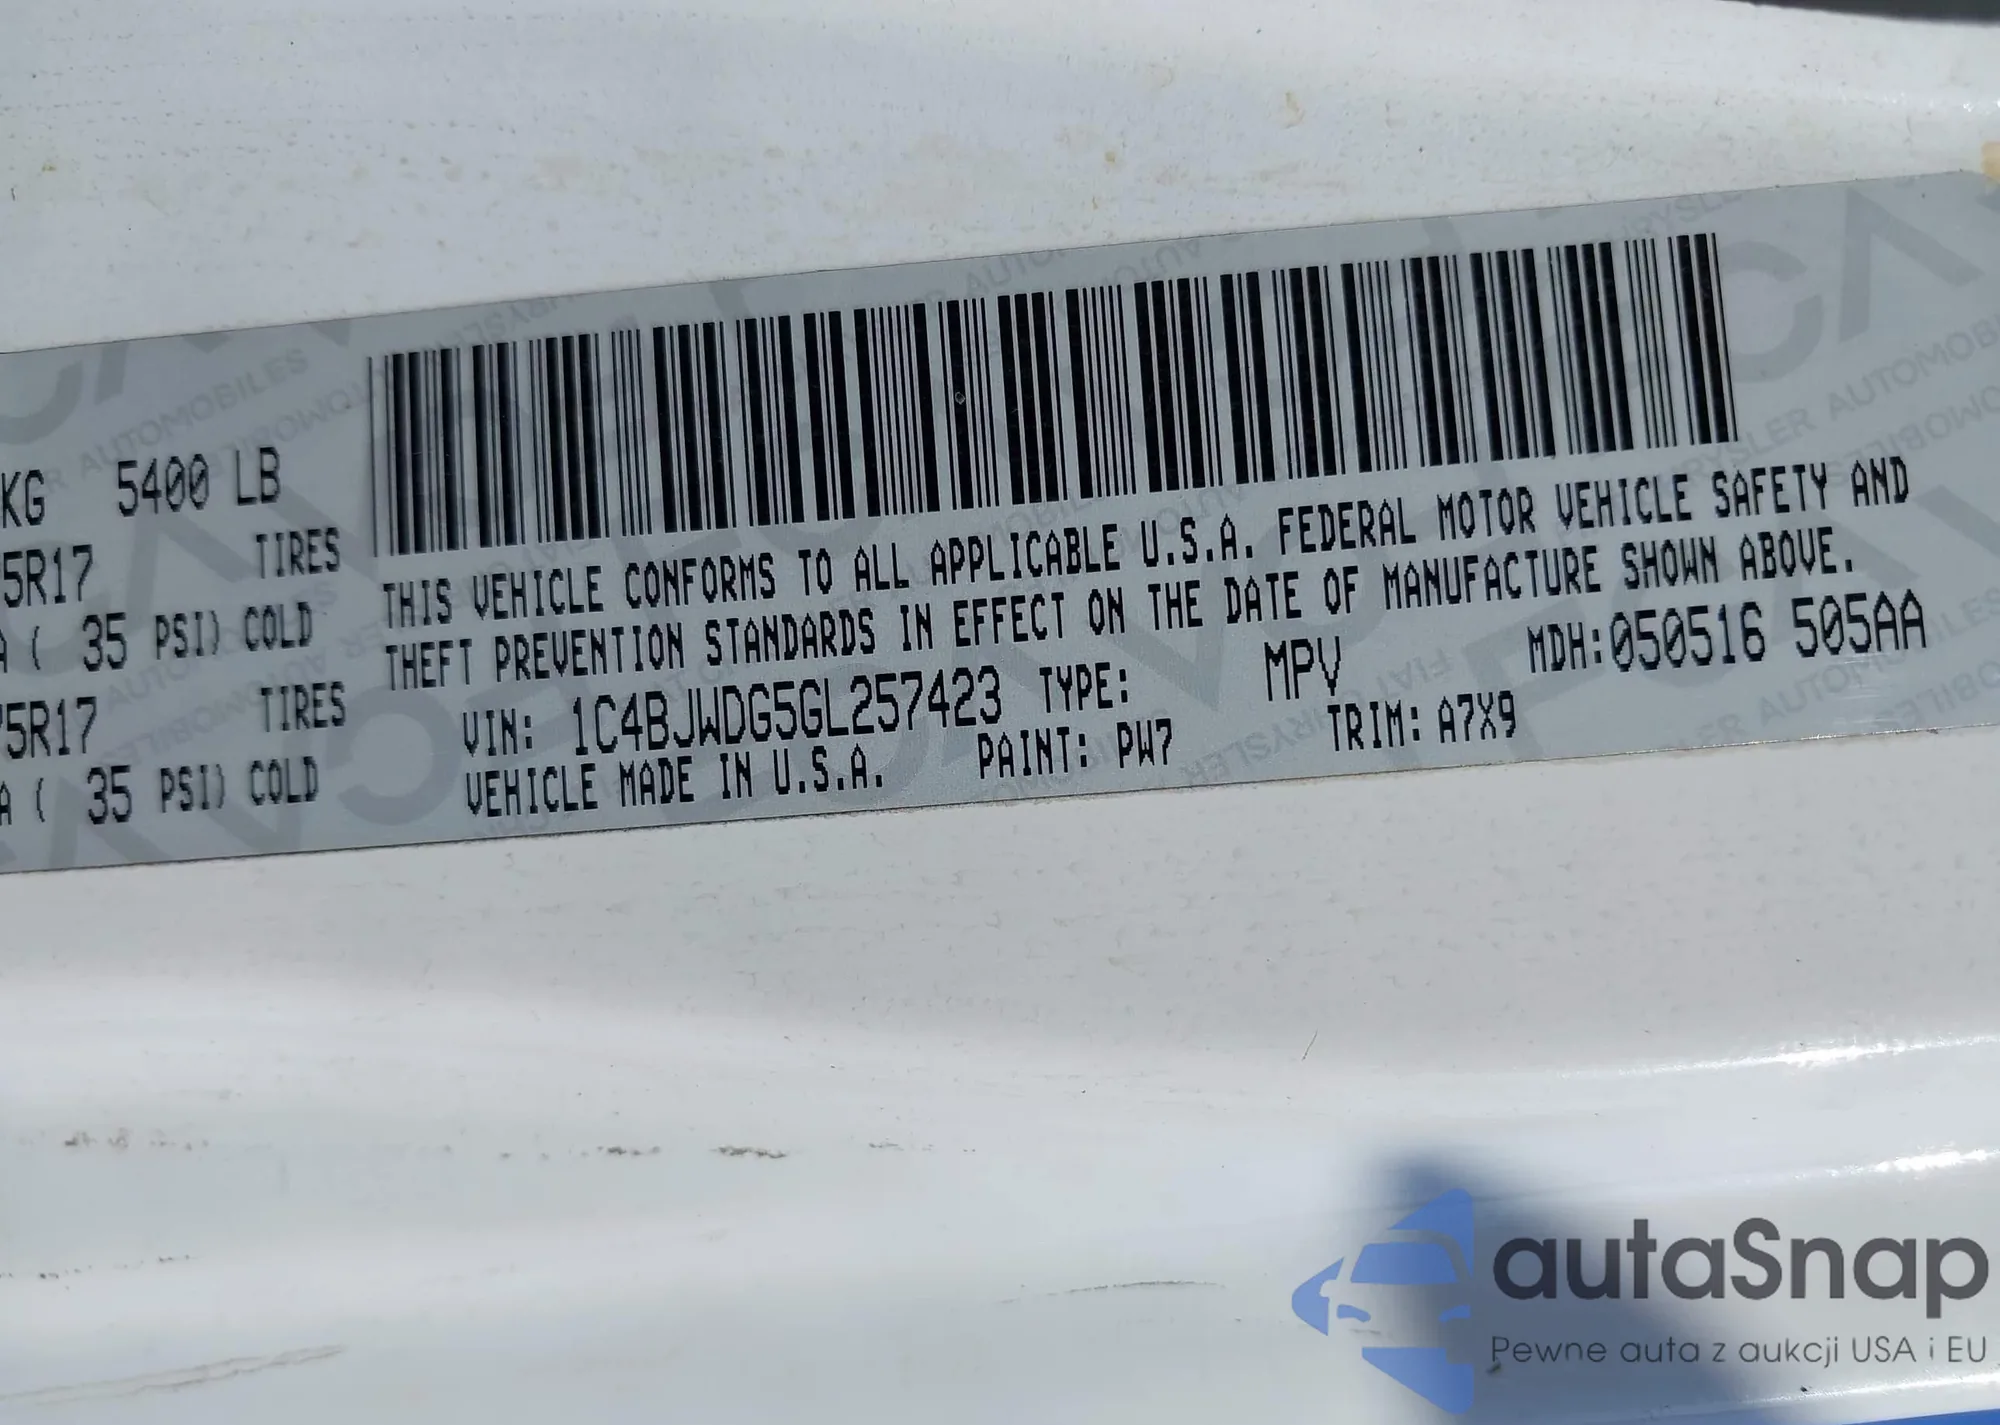 KG 5400 LB
5R17 TIRES
A ( 35 PSI) COLD
75R17 TIRES
A ( 35 PSI) COLD
THIS VEHICLE CONFORMS TO ALL APPLICABLE U.S.A. FEDERAL MOTOR VEHICLE SAFETY AND
THEFT PREVENTION STANDARDS IN EFFECT ON THE DATE OF MANUFACTURE SHOWN ABOVE.
VIN: 1C4BJWDG5GL257423 TYPE: MPV MDH:050516 505AA
VEHICLE MADE IN U.S.A. PAINT: PW7 TRIM: A7X9
autaSnap
Pewne auta z aukcji USA i EU